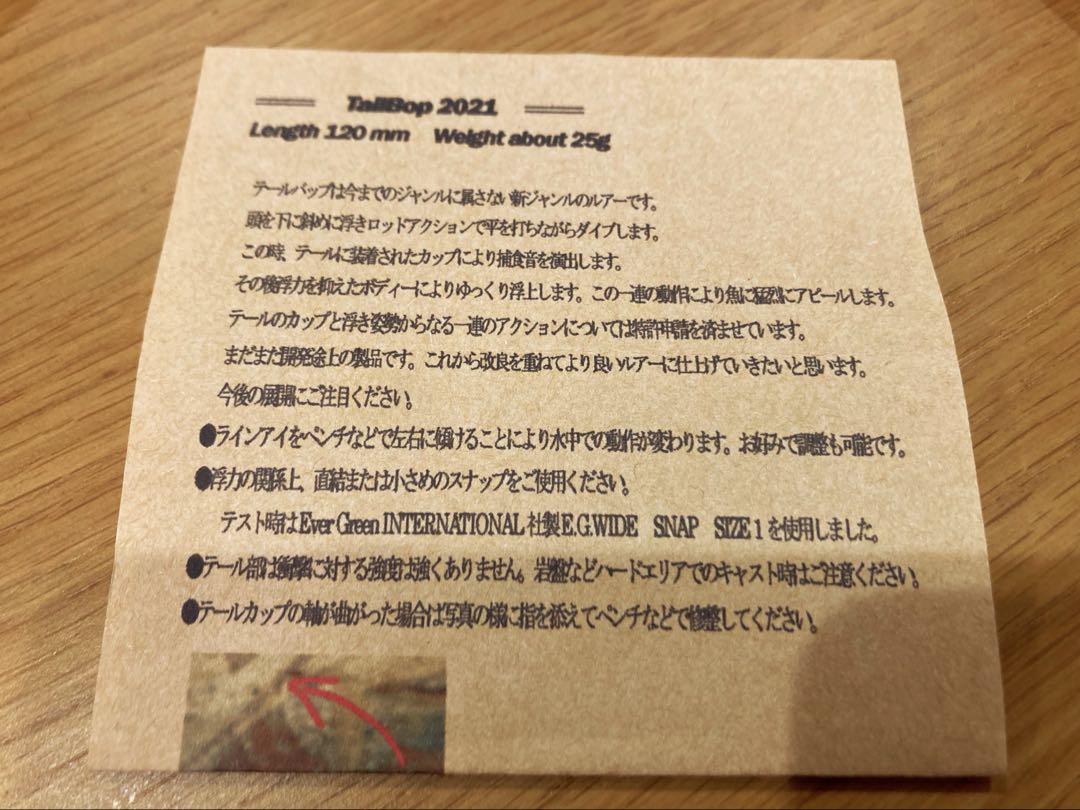 TailBop 2021
Length 120 mm Weight about 25g
テールバップは今までのジャンルに属さない新ジャンルのルアーです。
頭を下に斜めに浮きロッドアクションで平を打ちながらダイブします。
この時、テールに装着されたカップにより捕食音を演出します。
その後浮力を抑えたボディーによりゆっくり浮上します。この一連の動作により魚に猛烈にアピールします。
テールのカップと浮き姿勢からなる一連のアクションについては特許申請を済ませています。
まだまだ開発途上の製品です。これから改良を重ねてより良いルアーに仕上げていきたいと思います。
今後の展開にご注目ください。
●ラインアイをペンチなどで左右に傾けることにより水中での動作が変わります。お好みで調整も可能です。
●浮力の関係上、直結または小さめのスナップをご使用ください。
テスト時はEver Green INTERNATIONAL社製E.G.WIDE SNAP SIZE 1を使用しました。
●テール部は衝撃に対する強度は強くありません。岩盤などハードエリアでのキャスト時はご注意ください。
●テールカップの軸が曲がった場合は写真の様に指を添えてペンチなどで修整してください。